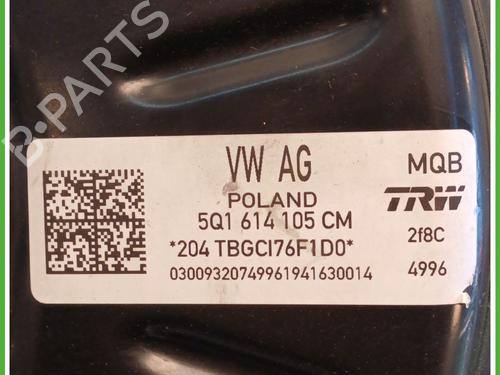 B-PARTS
VW AG
MQB
POLAND
TRW
5Q1 614 105 CM
*204 TBGCI76F1D0*
2f8C
03009320749961941630014
4996